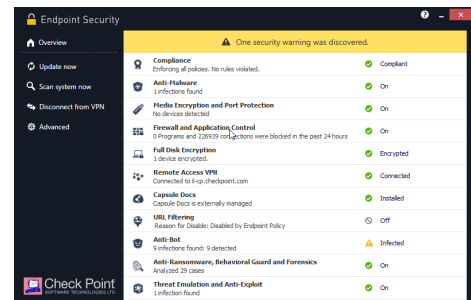 Endpoint Security
Overview
Update now
Scan system now
Disconnect from VPN
Advanced
Check Point
SOFTWARE TECHNOLOGIES LTD.
One security warning was discovered.
Compliance
Enforcing all policies. No rules violated.
Compliant
Anti-Malware
1 infections found
On
Media Encryption and Port Protection
No devices detected
On
Firewall and Application Control
0 Programs and 226939 connections were blocked in the past 24 hours
On
Full Disk Encryption
1 device encrypted.
Encrypted
Remote Access VPN
Connected to il-cp.checkpoint.com
Connected
Capsule Docs
Capsule Docs is externally managed
Installed
URL Filtering
Reason for Disable: Disabled by Endpoint Policy
Off
Anti-Bot
9 infections found: 9 detected
Infected
Anti-Ransomware, Behavioral Guard and Forensics
Analyzed 29 cases
On
Threat Emulation and Anti-Exploit
1 infection found
On